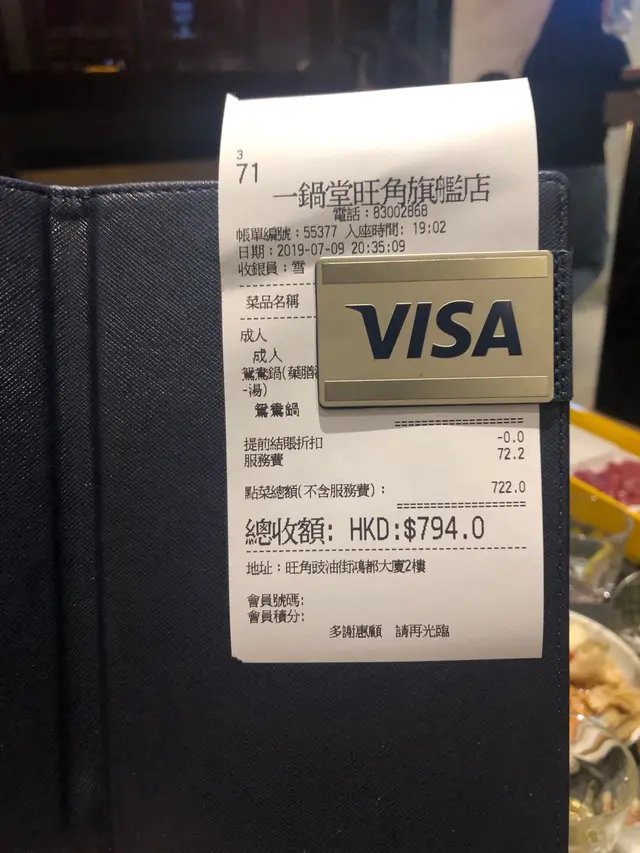 3
71
一鍋堂旺角旗艦店
電話：83002868
帳單編號：55377 入座時間: 19:02
日期：2019-07-09 20:35:09
收銀員：雪
菜品名稱
VISA
成人
成人
鴛鴦鍋(藥膳
-湯)
鴛鴦鍋
提前結賬折扣 -0.0
服務費 72.2
點菜總額(不含服務費)： 722.0
總收額: HKD:$794.0
地址：旺角豉油街鴻都大廈2樓
會員號碼:
會員積分:
多謝惠顧 請再光臨